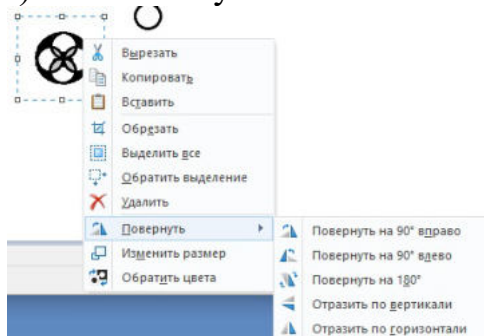 Вырезать
Копировать
Вставить
Обрезать
Выделить все
Обратить выделение
Удалить
Повернуть
Изменить размер
Обратить цвета
Повернуть на 90° вправо
Повернуть на 90° влево
Повернуть на 180°
Отразить по вертикали
Отразить по горизонтали